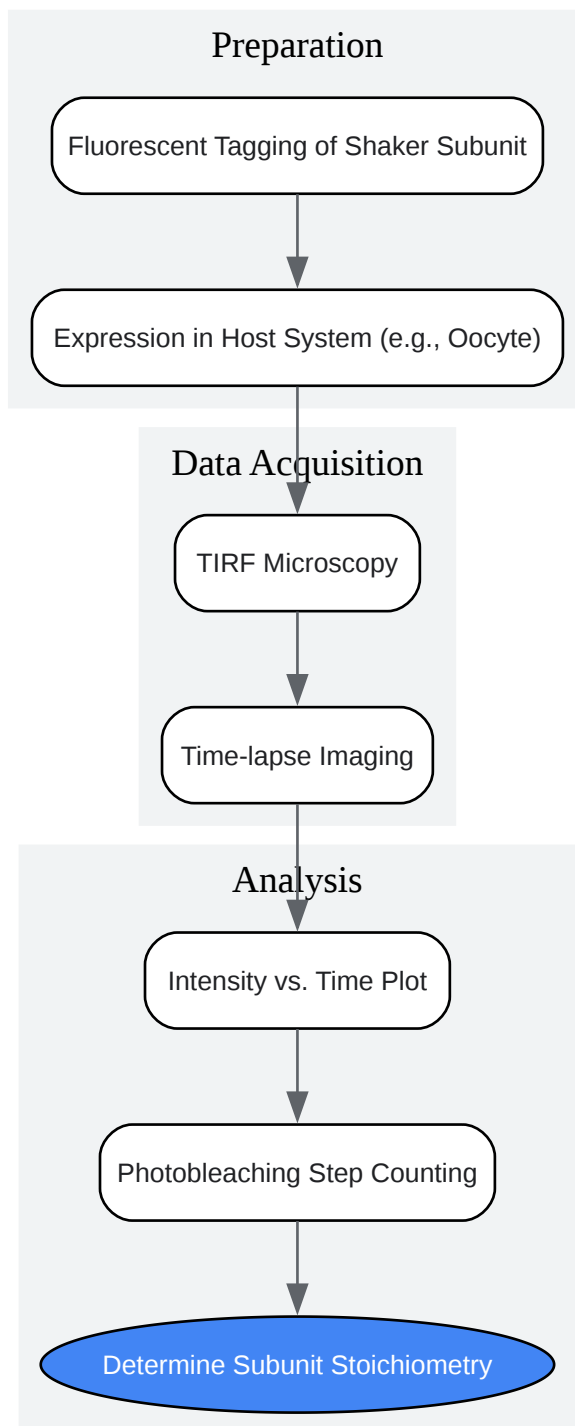 Preparation
Fluorescent Tagging of Shaker Subunit
Expression in Host System (e.g., Oocyte)
Data Acquisition
TIRF Microscopy
Time-lapse Imaging
Analysis
Intensity vs. Time Plot
Photobleaching Step Counting
Determine Subunit Stoichiometry